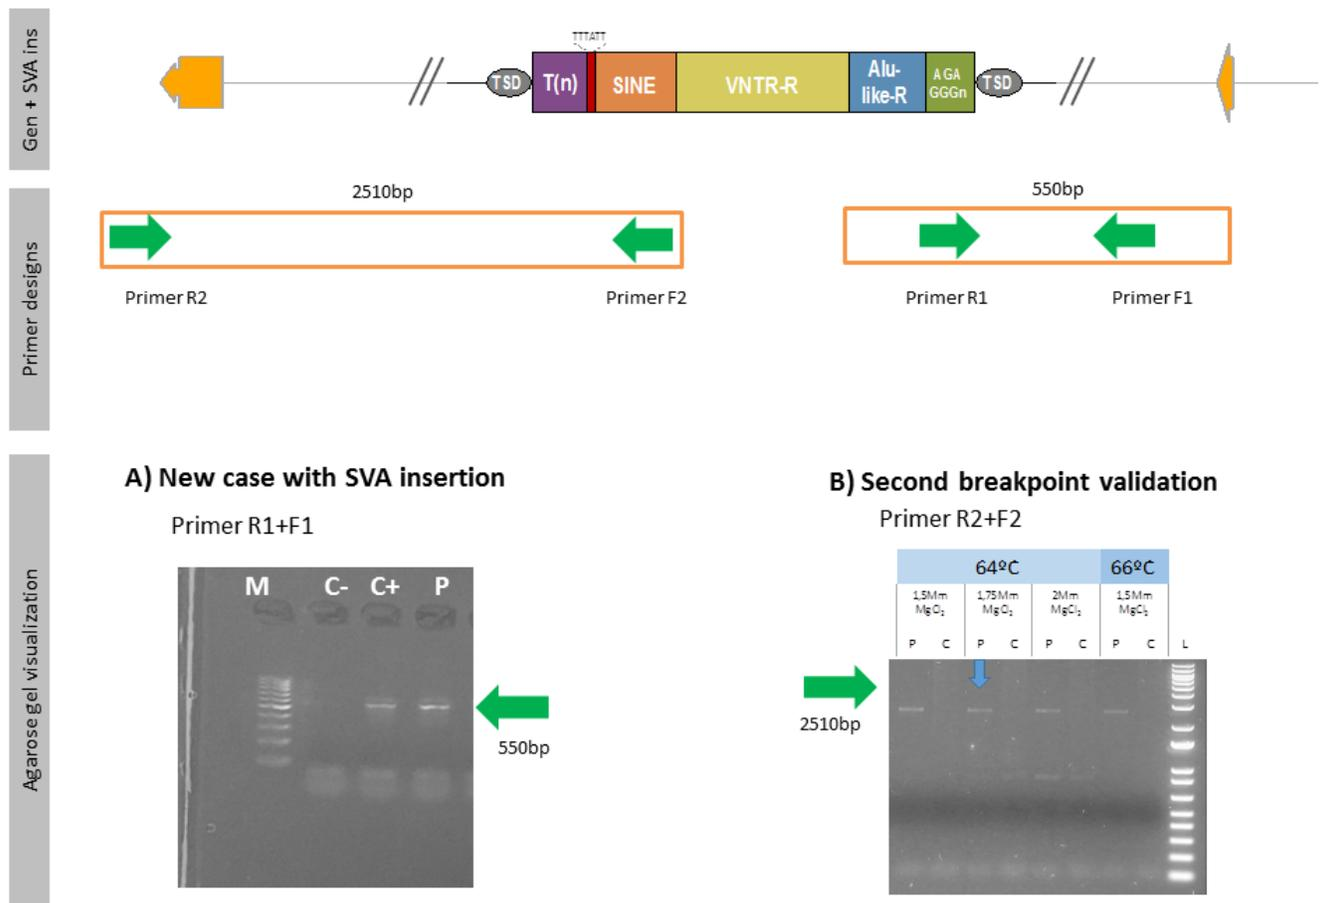 Gen + SVA ins
TTTATT
TSD
T(n)
SINE
VNTR-R
Alu-
like-R
AGA
GGGn
TSD
Primer designs
2510bp
550bp
Primer R2
Primer F2
Primer R1
Primer F1
Agarose gel visualization
A) New case with SVA insertion
Primer R1+F1
M C- C+ P
550bp
B) Second breakpoint validation
Primer R2+F2
64ºC 66ºC
1,5Mm 1,75Mm 2Mm 1,5Mm
MgCl₂ MgCl₂ MgCl₂ MgCl₂
P C P C P C P C L
2510bp